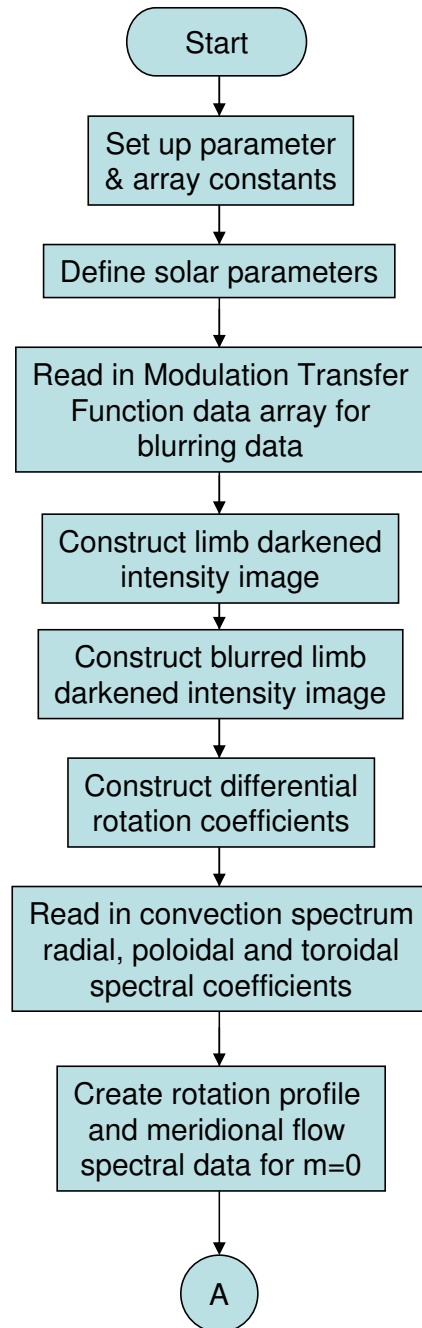 Start
Set up parameter
& array constants
Define solar parameters
Read in Modulation Transfer
Function data array for
blurring data
Construct limb darkened
intensity image
Construct blurred limb
darkened intensity image
Construct differential
rotation coefficients
Read in convection spectrum
radial, poloidal and toroidal
spectral coefficients
Create rotation profile
and meridional flow
spectral data for m=0
A